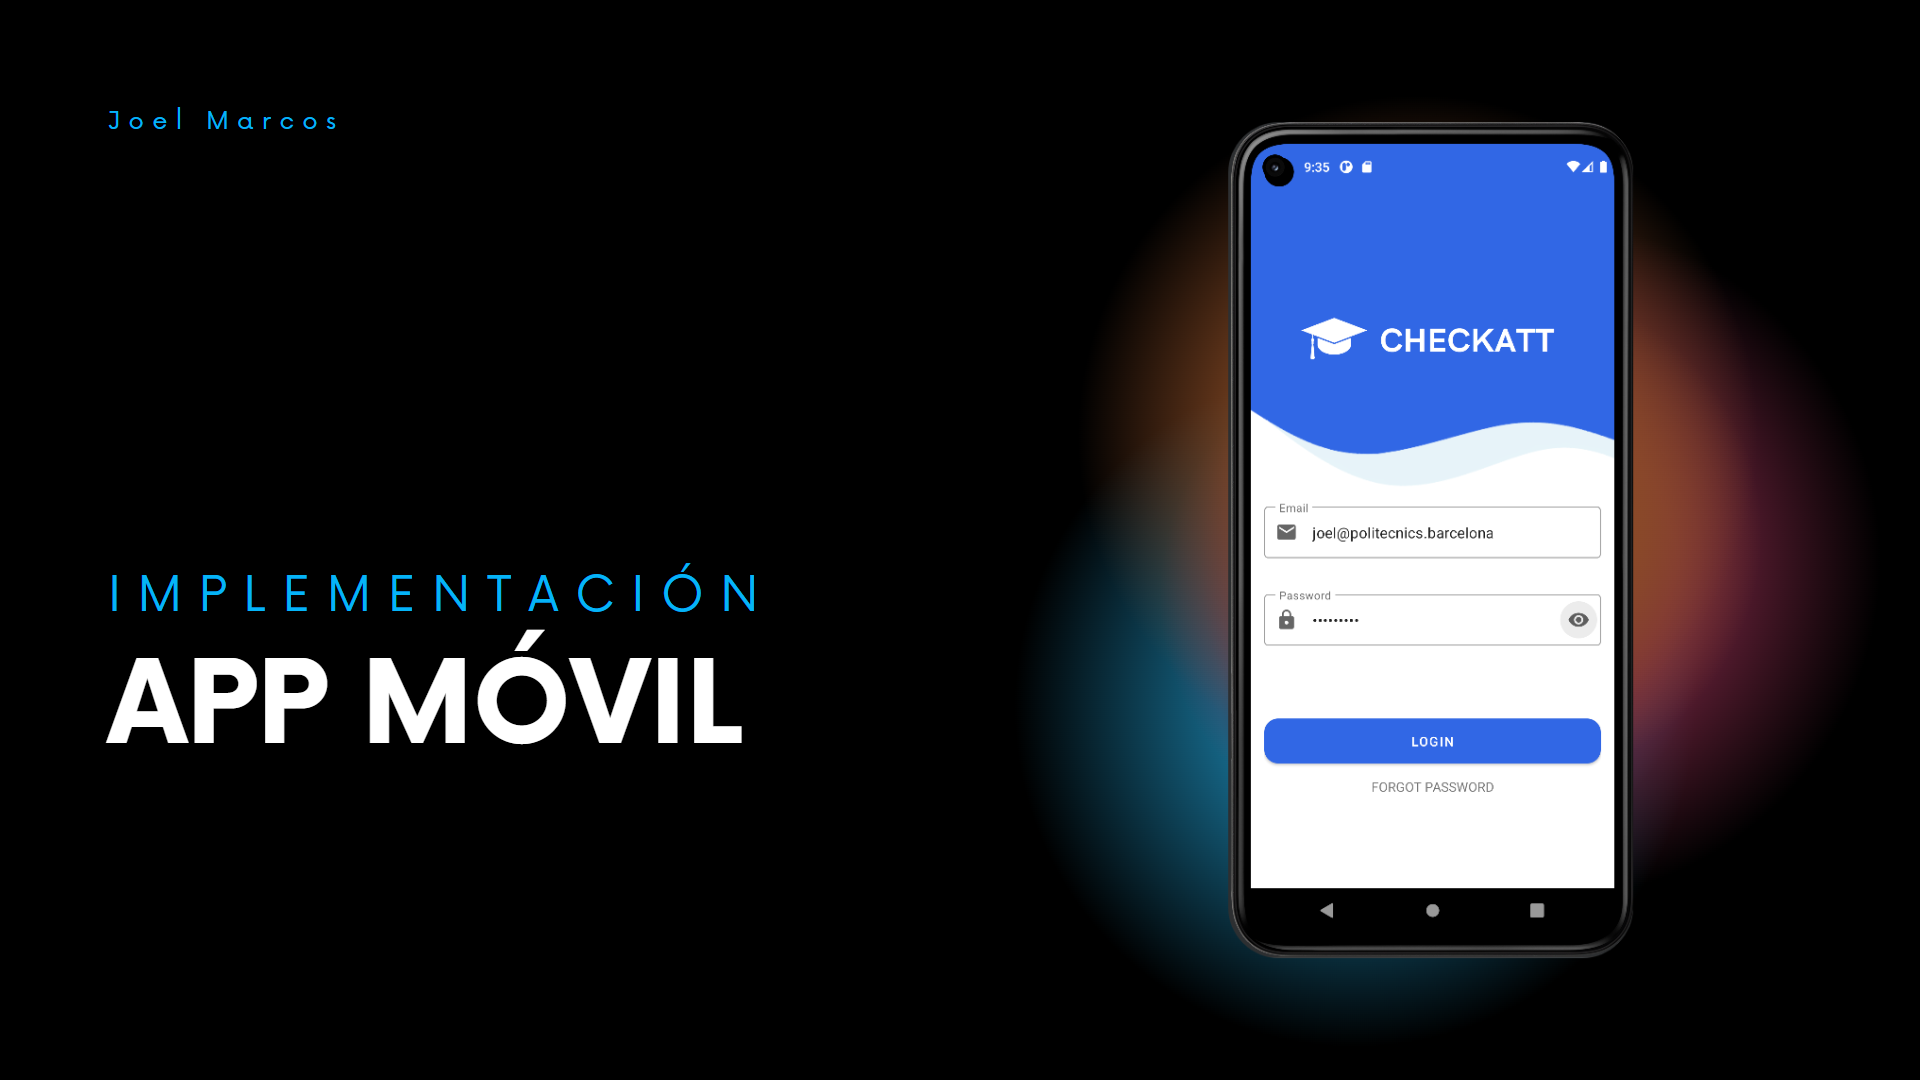 Joel Marcos
IMPLEMENTACIÓN
APP MÓVIL
9:35
CHECKATT
Email
joel@politecnics.barcelona
Password
•••••••••
LOGIN
FORGOT PASSWORD